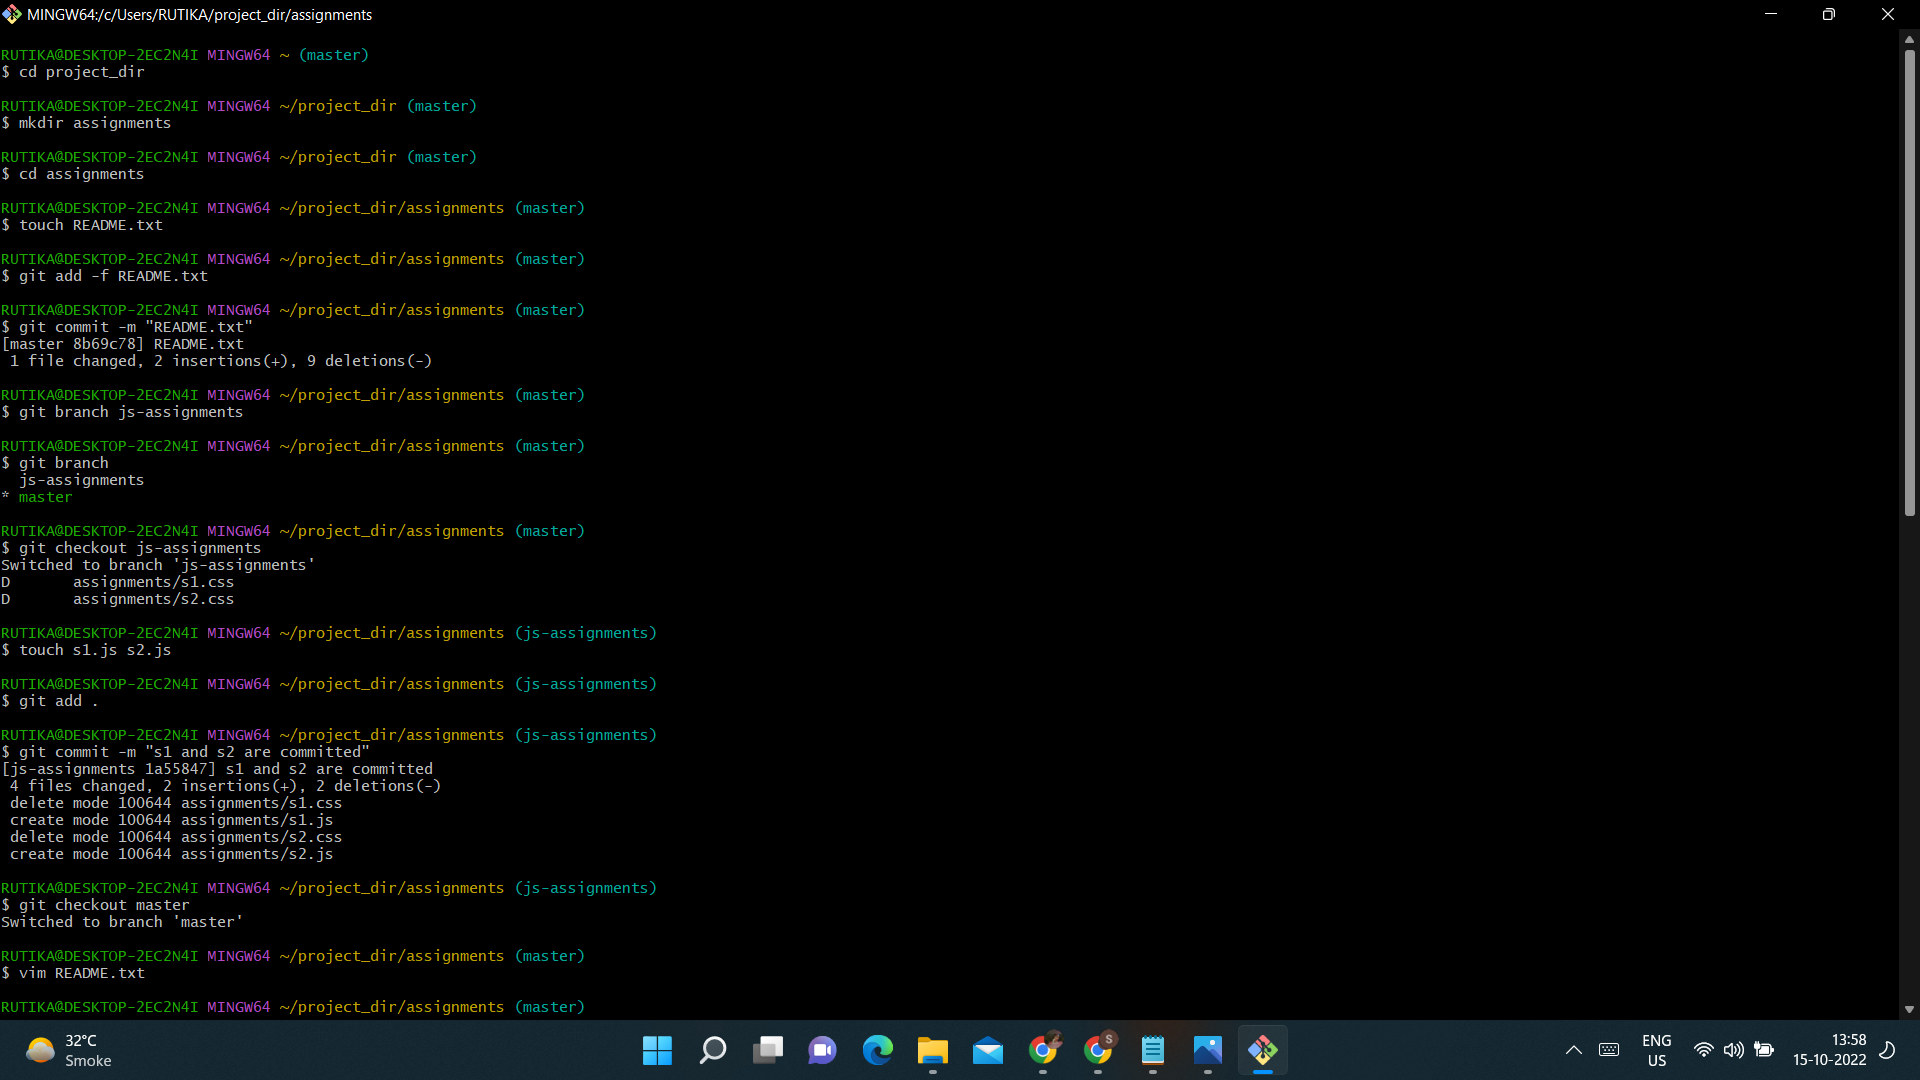 MINGW64:/c/Users/RUTIKA/project_dir/assignments
RUTIKA@DESKTOP-2EC2N4I MINGW64 ~ (master)
$ cd project_dir
RUTIKA@DESKTOP-2EC2N4I MINGW64 ~/project_dir (master)
$ mkdir assignments
RUTIKA@DESKTOP-2EC2N4I MINGW64 ~/project_dir (master)
$ cd assignments
RUTIKA@DESKTOP-2EC2N4I MINGW64 ~/project_dir/assignments (master)
$ touch README.txt
RUTIKA@DESKTOP-2EC2N4I MINGW64 ~/project_dir/assignments (master)
$ git add -f README.txt
RUTIKA@DESKTOP-2EC2N4I MINGW64 ~/project_dir/assignments (master)
$ git commit -m "README.txt"
[master 8b69c78] README.txt
 1 file changed, 2 insertions(+), 9 deletions(-)
RUTIKA@DESKTOP-2EC2N4I MINGW64 ~/project_dir/assignments (master)
$ git branch js-assignments
RUTIKA@DESKTOP-2EC2N4I MINGW64 ~/project_dir/assignments (master)
$ git branch
  js-assignments
* master
RUTIKA@DESKTOP-2EC2N4I MINGW64 ~/project_dir/assignments (master)
$ git checkout js-assignments
Switched to branch 'js-assignments'
D       assignments/s1.css
D       assignments/s2.css
RUTIKA@DESKTOP-2EC2N4I MINGW64 ~/project_dir/assignments (js-assignments)
$ touch s1.js s2.js
RUTIKA@DESKTOP-2EC2N4I MINGW64 ~/project_dir/assignments (js-assignments)
$ git add .
RUTIKA@DESKTOP-2EC2N4I MINGW64 ~/project_dir/assignments (js-assignments)
$ git commit -m "s1 and s2 are committed"
[js-assignments 1a55847] s1 and s2 are committed
 4 files changed, 2 insertions(+), 2 deletions(-)
 delete mode 100644 assignments/s1.css
 create mode 100644 assignments/s1.js
 delete mode 100644 assignments/s2.css
 create mode 100644 assignments/s2.js
RUTIKA@DESKTOP-2EC2N4I MINGW64 ~/project_dir/assignments (js-assignments)
$ git checkout master
Switched to branch 'master'
RUTIKA@DESKTOP-2EC2N4I MINGW64 ~/project_dir/assignments (master)
$ vim README.txt
RUTIKA@DESKTOP-2EC2N4I MINGW64 ~/project_dir/assignments (master)
32°C
Smoke
S
ENG
US
13:58
15-10-2022